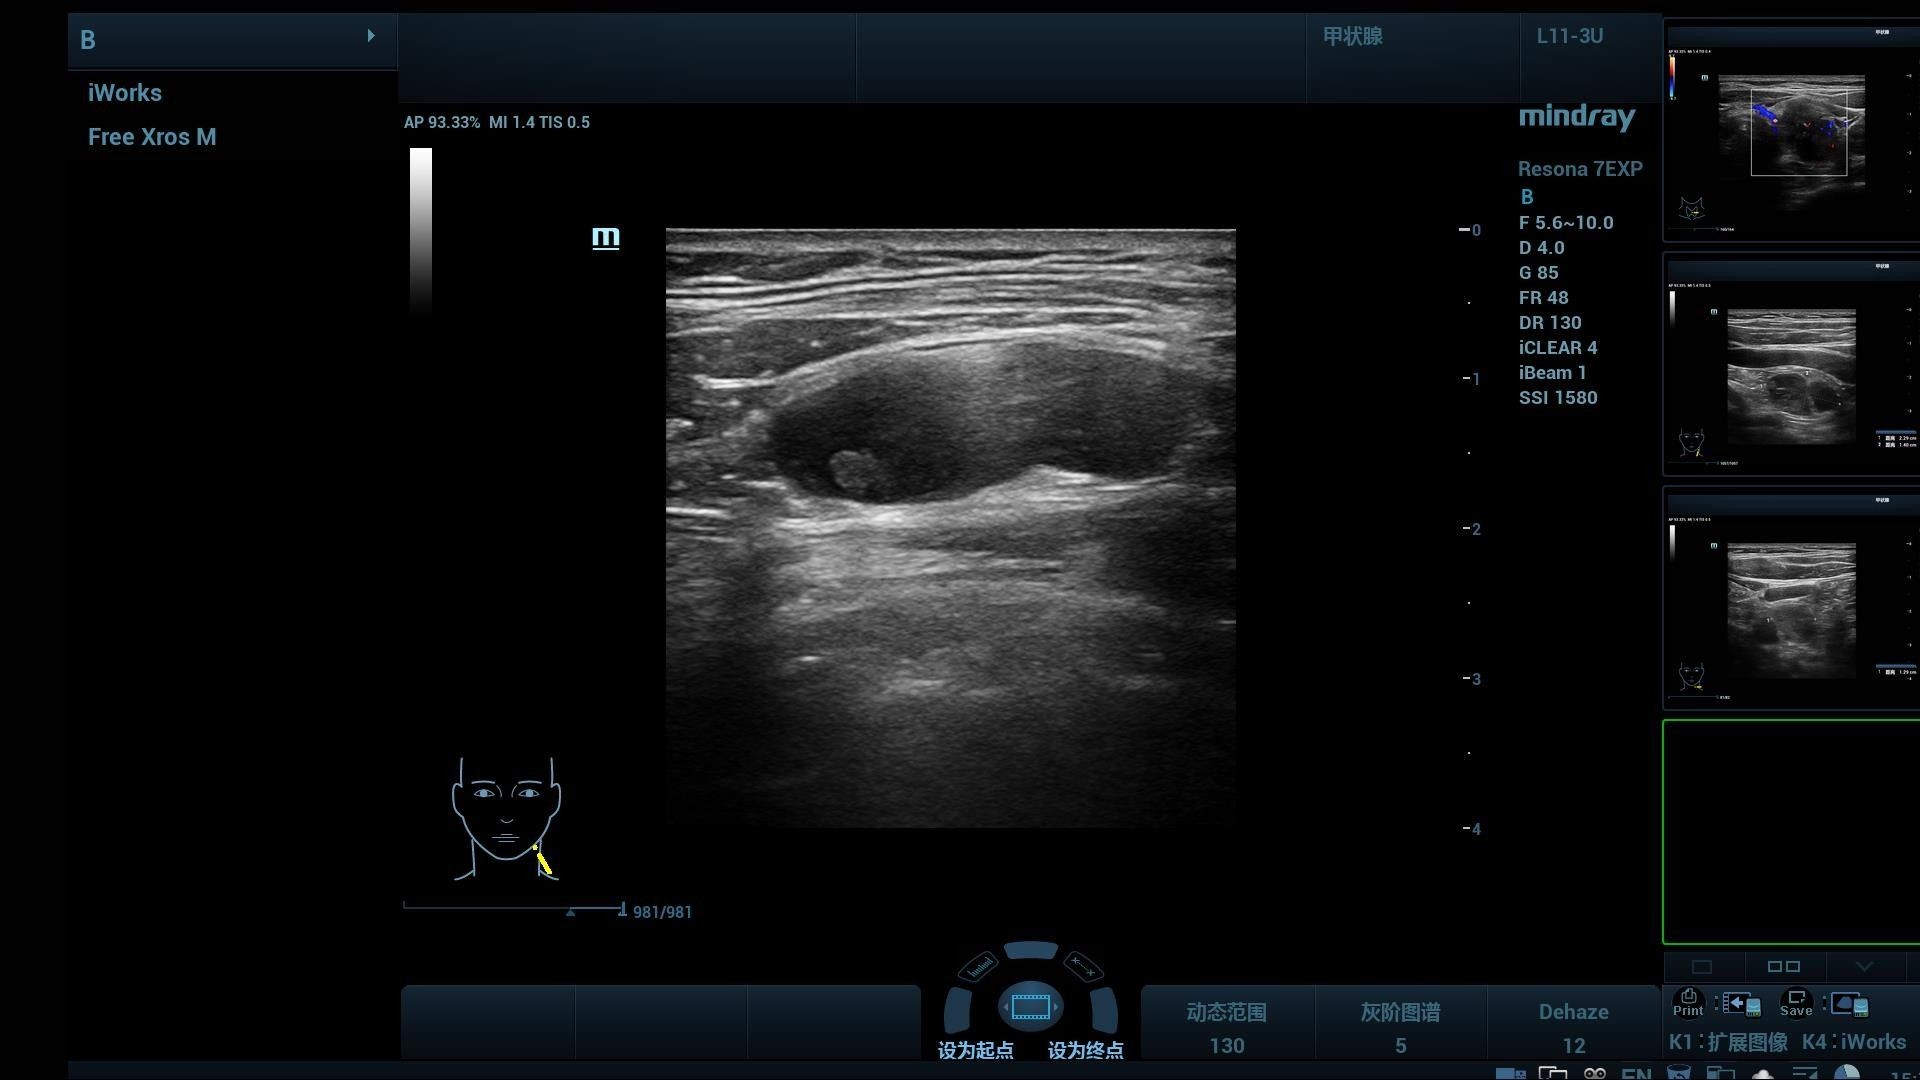 B
甲状腺
L11-3U
iWorks
Free Xros M
AP 93.33% MI 1.4 TIS 0.5
mindray
Resona 7EXP
B
F 5.6~10.0
D 4.0
G 85
FR 48
DR 130
iCLEAR 4
iBeam 1
SSI 1580
m
0
1
2
3
4
981/981
设为起点
设为终点
动态范围
130
灰阶图谱
5
Dehaze
12
Print
Save
K1:扩展图像 K4:iWorks
EN